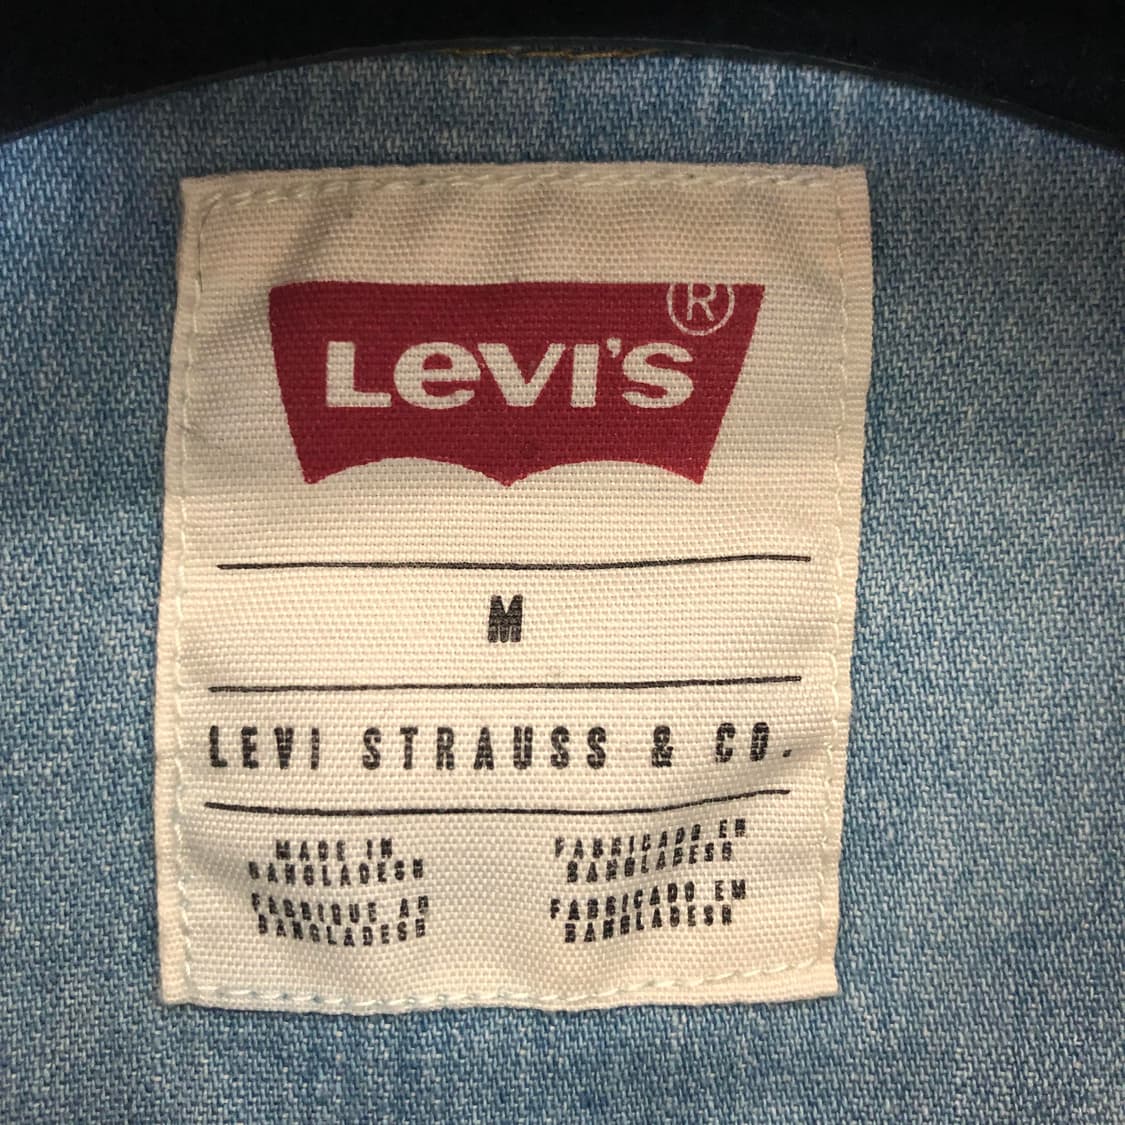 LEVI'S®
M
LEVI STRAUSS & CO.
MADE IN
BANGLADESH
FABRIQUE AU
BANGLADESH
FABRICADO EN
BANGLADESH
FABRICADO EM
BANGLADESH